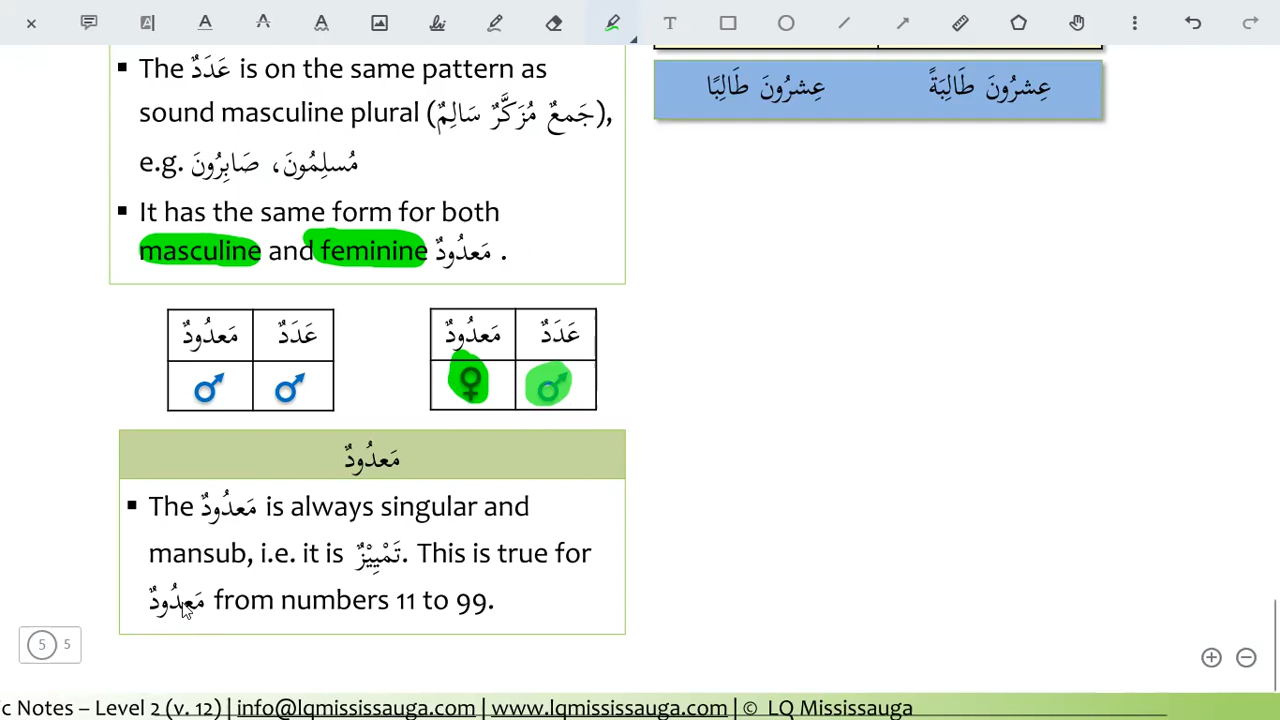 ▪ The عَدَدٌ is on the same pattern as
sound masculine plural (جَمعٌ مُزَكَّرٌ سَالِمٌ),
e.g. مُسلِمُونَ، صَابِرُونَ
▪ It has the same form for both
masculine and feminine مَعدُودٌ .
عَدَدٌ مَعدُودٌ
عَدَدٌ مَعدُودٌ
مَعدُودٌ
▪ The مَعدُودٌ is always singular and
mansub, i.e. it is تَمْيِيْزٌ. This is true for
مَعدُودٌ from numbers 11 to 99.
عِشرُونَ طَالِبَةً عِشرُونَ طَالِبًا
5 5
c Notes – Level 2 (v. 12) | info@lqmississauga.com | www.lqmississauga.com | © LQ Mississauga